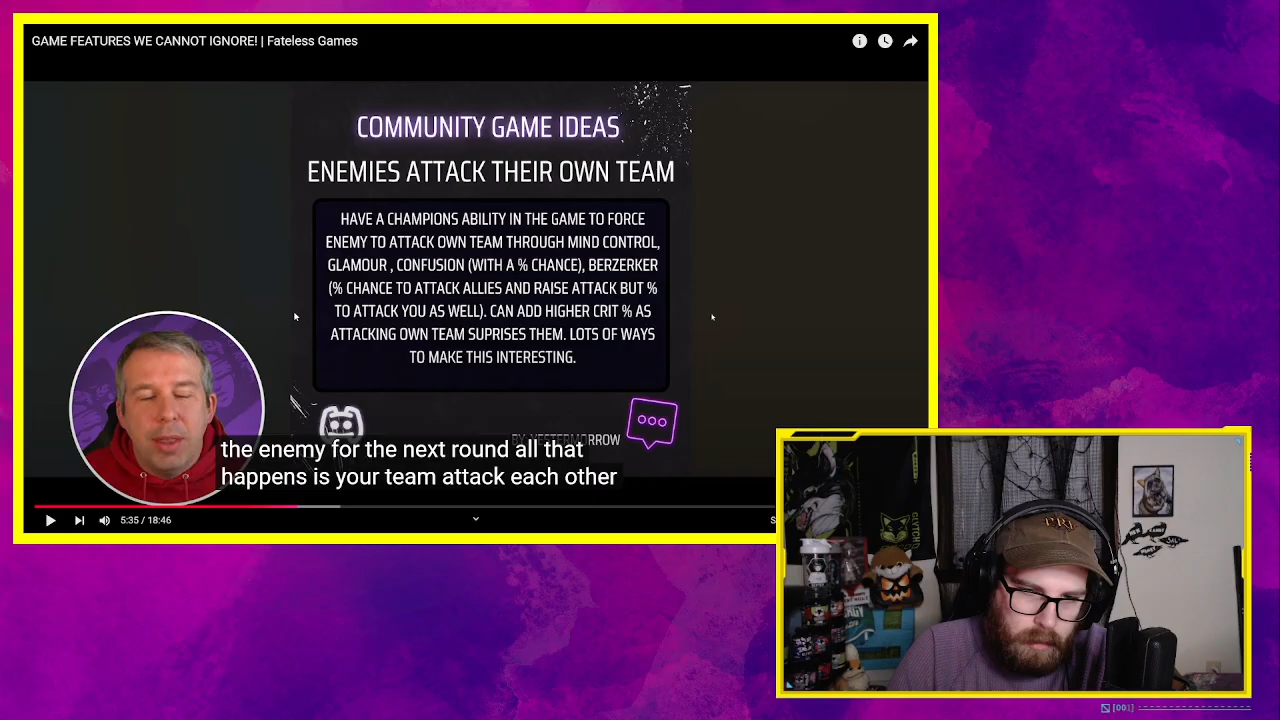 GAME FEATURES WE CANNOT IGNORE! | Fateless Games
COMMUNITY GAME IDEAS
ENEMIES ATTACK THEIR OWN TEAM
HAVE A CHAMPIONS ABILITY IN THE GAME TO FORCE
ENEMY TO ATTACK OWN TEAM THROUGH MIND CONTROL,
GLAMOUR , CONFUSION (WITH A % CHANCE), BERZERKER
(% CHANCE TO ATTACK ALLIES AND RAISE ATTACK BUT %
TO ATTACK YOU AS WELL). CAN ADD HIGHER CRIT % AS
ATTACKING OWN TEAM SUPRISES THEM. LOTS OF WAYS
TO MAKE THIS INTERESTING.
BY YESTERMORROW
the enemy for the next round all that
happens is your team attack each other
5:35 / 18:46
[001]